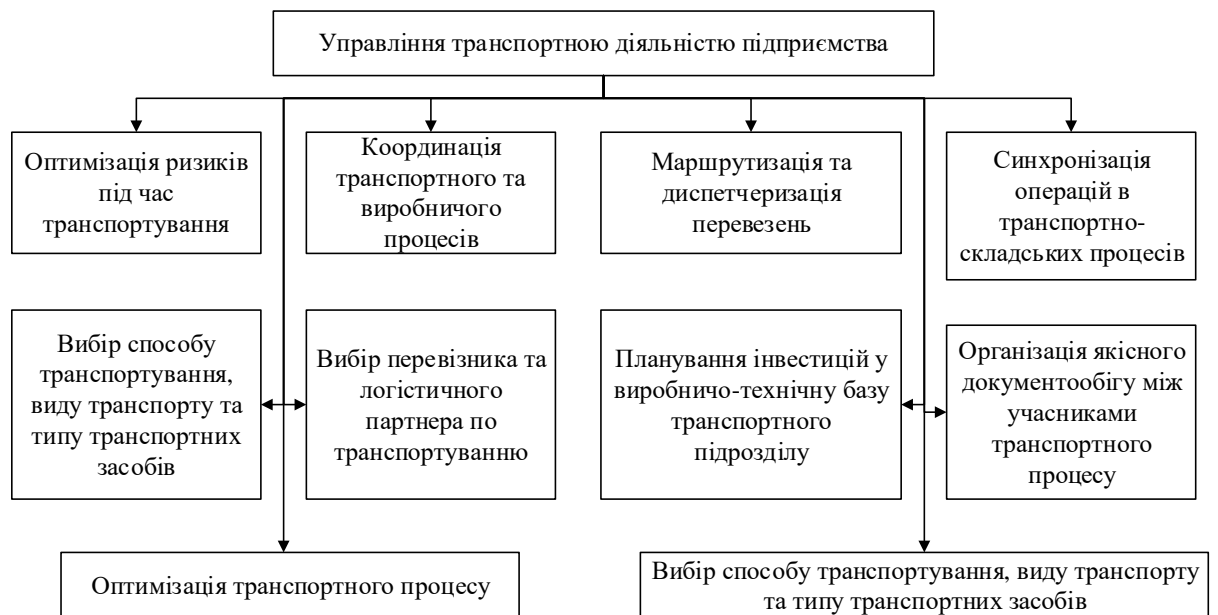 Управління транспортною діяльністю підприємства
Оптимізація ризиків
під час
транспортування
Координація
транспортного та
виробничого
процесів
Маршрутизація та
диспетчеризація
перевезень
Синхронізація
операцій в
транспортно-
складських процесів
Вибір способу
транспортування,
виду транспорту та
типу транспортних
засобів
Вибір перевізника та
логістичного
партнера по
транспортуванню
Планування інвестицій у
виробничо-технічну базу
транспортного
підрозділу
Організація якісного
документообігу між
учасниками
транспортного
процесу
Оптимізація транспортного процесу
Вибір способу транспортування, виду транспорту
та типу транспортних засобів